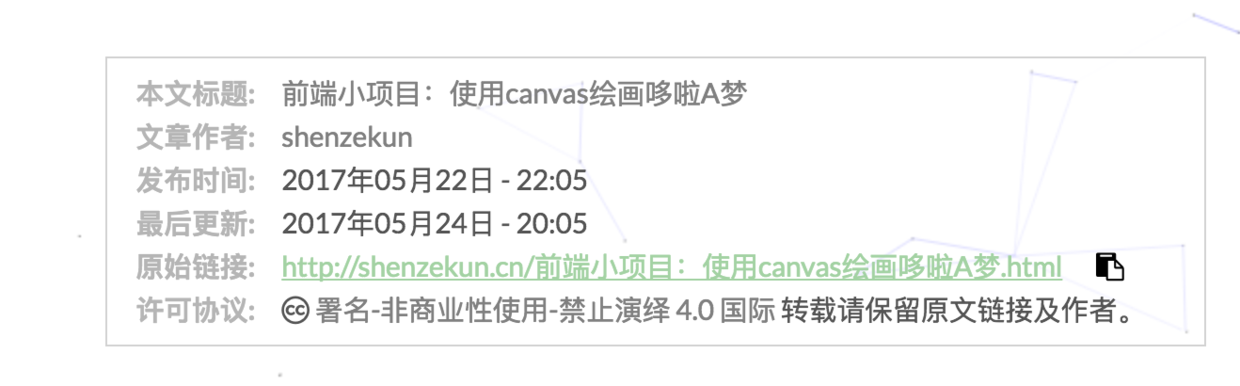 本文标题: 前端小项目：使用canvas绘画哆啦A梦
文章作者: shenzekun
发布时间: 2017年05月22日 - 22:05
最后更新: 2017年05月24日 - 20:05
原始链接: http://shenzekun.cn/前端小项目：使用canvas绘画哆啦A梦.html
许可协议: 🅭 署名-非商业性使用-禁止演绎 4.0 国际 转载请保留原文链接及作者。